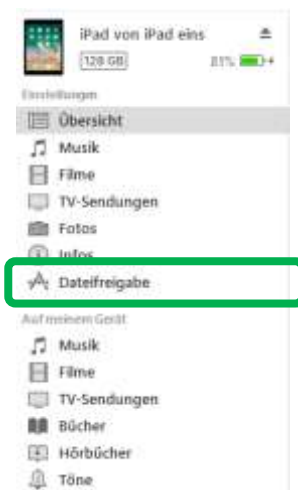 iPad von iPad eins
128 GB 81%
Einstellungen
Übersicht
Musik
Filme
TV-Sendungen
Fotos
Infos
Dateifreigabe
Auf meinem Gerät
Musik
Filme
TV-Sendungen
Bücher
Hörbücher
Töne